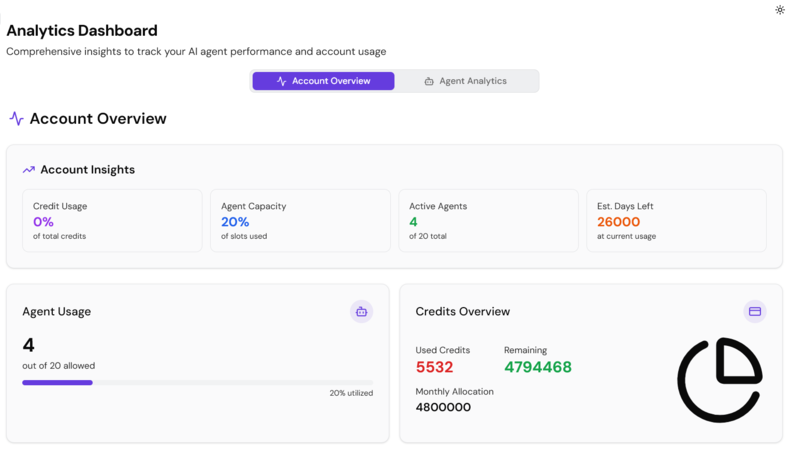 Analytics Dashboard
Comprehensive insights to track your AI agent performance and account usage
Account Overview
Agent Analytics
Account Overview
Account Insights
Credit Usage
0%
of total credits
Agent Capacity
20%
of slots used
Active Agents
4
of 20 total
Est. Days Left
26000
at current usage
Agent Usage
4
out of 20 allowed
20% utilized
Credits Overview
Used Credits
5532
Remaining
4794468
Monthly Allocation
4800000